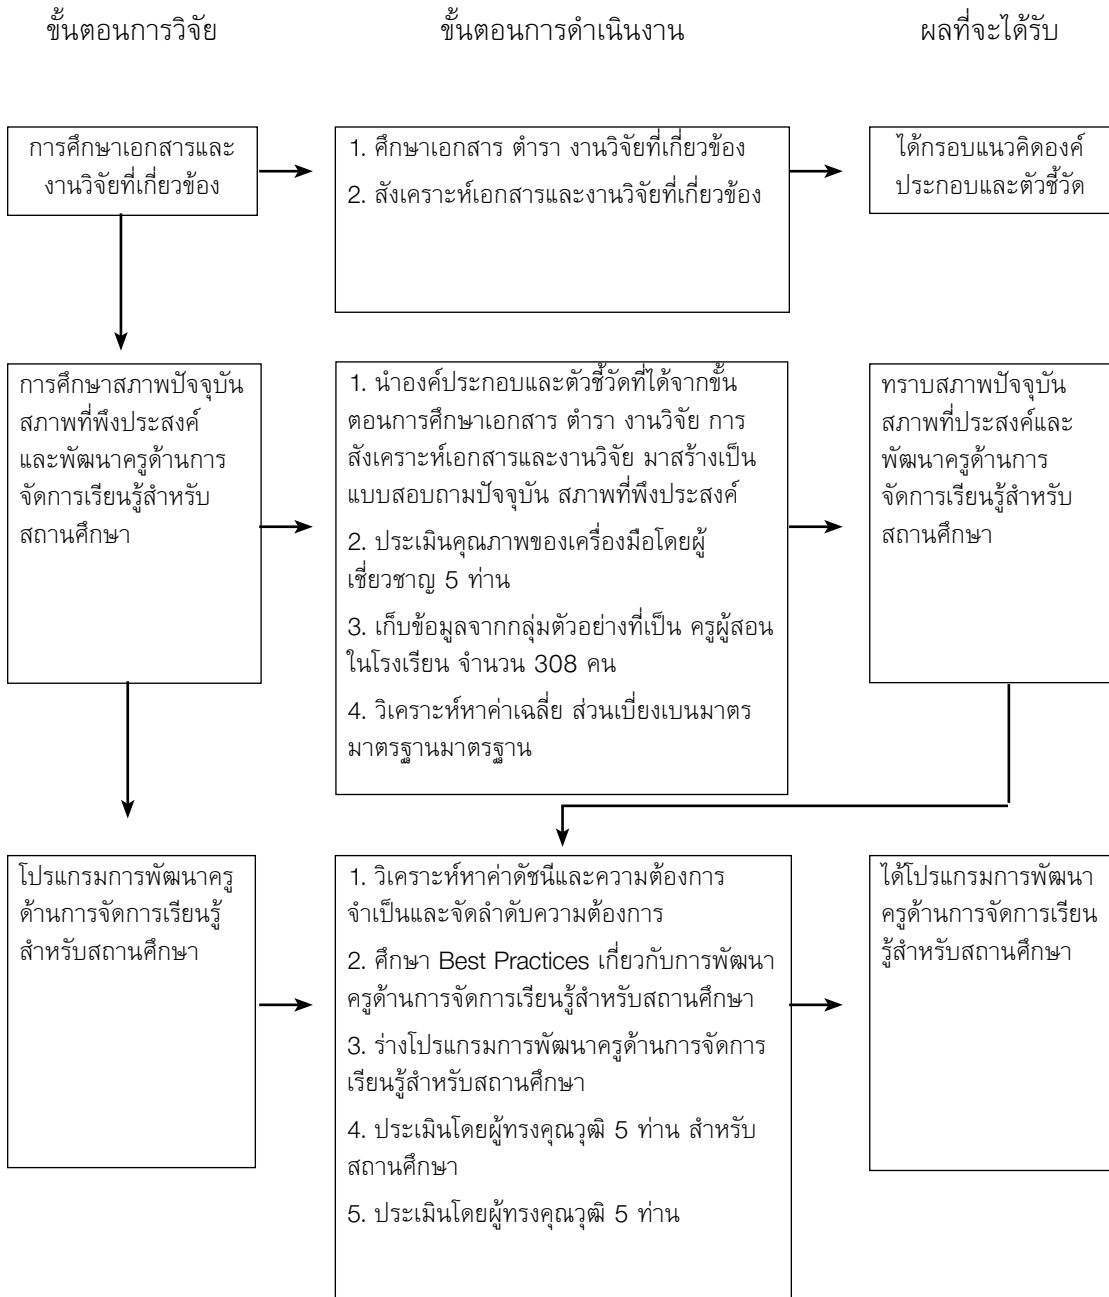 ขั้นตอนการวิจัย
ขั้นตอนการดำเนินงาน
ผลที่จะได้รับ
การศึกษาเอกสารและ
งานวิจัยที่เกี่ยวข้อง
1. ศึกษาเอกสาร ตำรา งานวิจัยที่เกี่ยวข้อง
2. สังเคราะห์เอกสารและงานวิจัยที่เกี่ยวข้อง
ได้กรอบแนวคิดองค์
ประกอบและตัวชี้วัด
การศึกษาสภาพปัจจุบัน
สภาพที่พึงประสงค์
และพัฒนาครูด้านการ
จัดการเรียนรู้สำหรับ
สถานศึกษา
1. นำองค์ประกอบและตัวชี้วัดที่ได้จากขั้น
ตอนการศึกษาเอกสาร ตำรา งานวิจัย การ
สังเคราะห์เอกสารและงานวิจัย มาสร้างเป็น
แบบสอบถามปัจจุบัน สภาพที่พึงประสงค์
2. ประเมินคุณภาพของเครื่องมือโดยผู้
เชี่ยวชาญ 5 ท่าน
3. เก็บข้อมูลจากกลุ่มตัวอย่างที่เป็น ครูผู้สอน
ในโรงเรียน จำนวน 308 คน
4. วิเคราะห์หาค่าเฉลี่ย ส่วนเบี่ยงเบนมาตร
มาตรฐานมาตรฐาน
ทราบสภาพปัจจุบัน
สภาพที่ประสงค์และ
พัฒนาครูด้านการ
จัดการเรียนรู้สำหรับ
สถานศึกษา
โปรแกรมการพัฒนาครู
ด้านการจัดการเรียนรู้
สำหรับสถานศึกษา
1. วิเคราะห์หาค่าดัชนีและความต้องการ
จำเป็นและจัดลำดับความต้องการ
2. ศึกษา Best Practices เกี่ยวกับการพัฒนา
ครูด้านการจัดการเรียนรู้สำหรับสถานศึกษา
3. ร่างโปรแกรมการพัฒนาครูด้านการจัดการ
เรียนรู้สำหรับสถานศึกษา
4. ประเมินโดยผู้ทรงคุณวุฒิ 5 ท่าน สำหรับ
สถานศึกษา
5. ประเมินโดยผู้ทรงคุณวุฒิ 5 ท่าน
ได้โปรแกรมการพัฒนา
ครูด้านการจัดการเรียน
รู้สำหรับสถานศึกษา